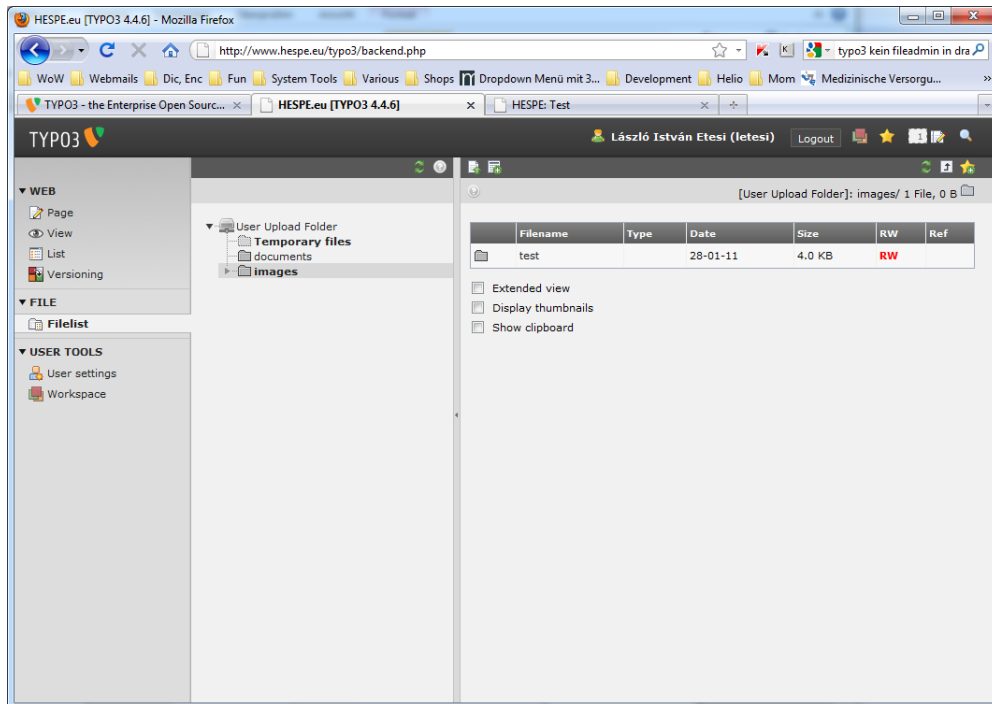 HESPE.eu [TYPO3 4.4.6] - Mozilla Firefox
http://www.hespe.eu/typo3/backend.php
typo3 kein fileadmin in dra
WoW Webmails Dic, Enc Fun System Tools Various Shops Dropdown Menü mit 3... Development Helio Mom Medizinische Versorgu... »
TYPO3 - the Enterprise Open Sourc... HESPE.eu [TYPO3 4.4.6] HESPE: Test
TYPO3 László István Etesi (letesi) Logout 1
WEB
Page
View
List
Versioning
FILE
Filelist
USER TOOLS
User settings
Workspace
User Upload Folder
Temporary files
documents
images
[User Upload Folder]: images/ 1 File, 0 B
Filename Type Date Size RW Ref
test 28-01-11 4.0 KB RW
Extended view
Display thumbnails
Show clipboard